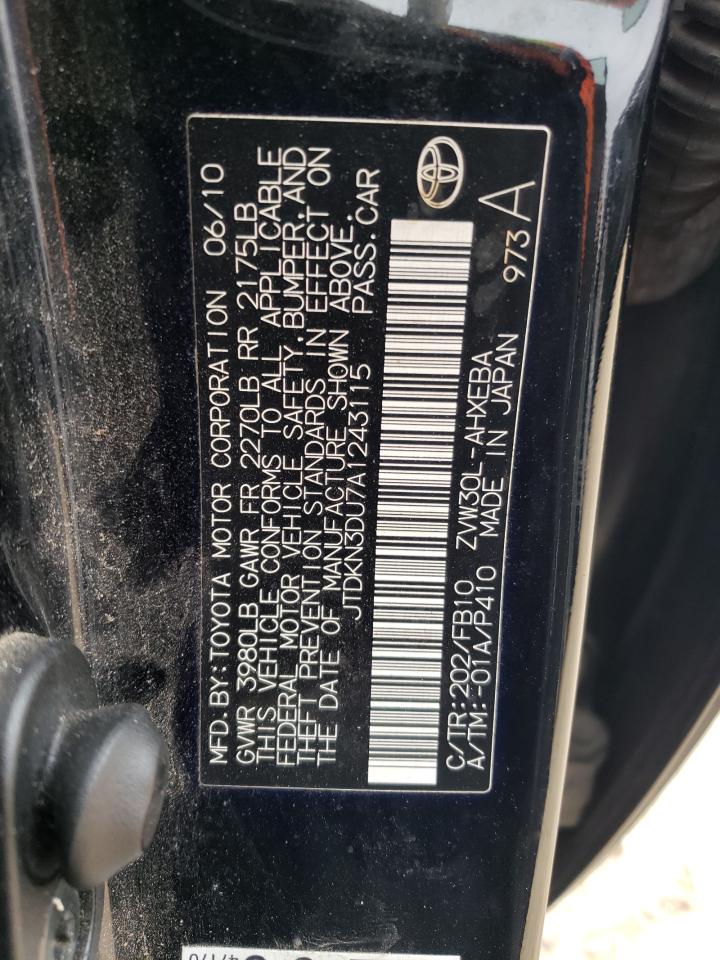 MFD. BY: TOYOTA MOTOR CORPORATION 06/10
GVWR 3980LB GAWR FR 2270LB RR 2175LB
THIS VEHICLE CONFORMS TO ALL APPLICABLE
FEDERAL MOTOR VEHICLE SAFETY, BUMPER, AND
THEFT PREVENTION STANDARDS IN EFFECT ON
THE DATE OF MANUFACTURE SHOWN ABOVE.
JTDKN3DU7A1243115 PASS. CAR
C/TR:202/FB10 ZVW30L-AHXEBA
A/TM:-01A/P410 MADE IN JAPAN 973 A